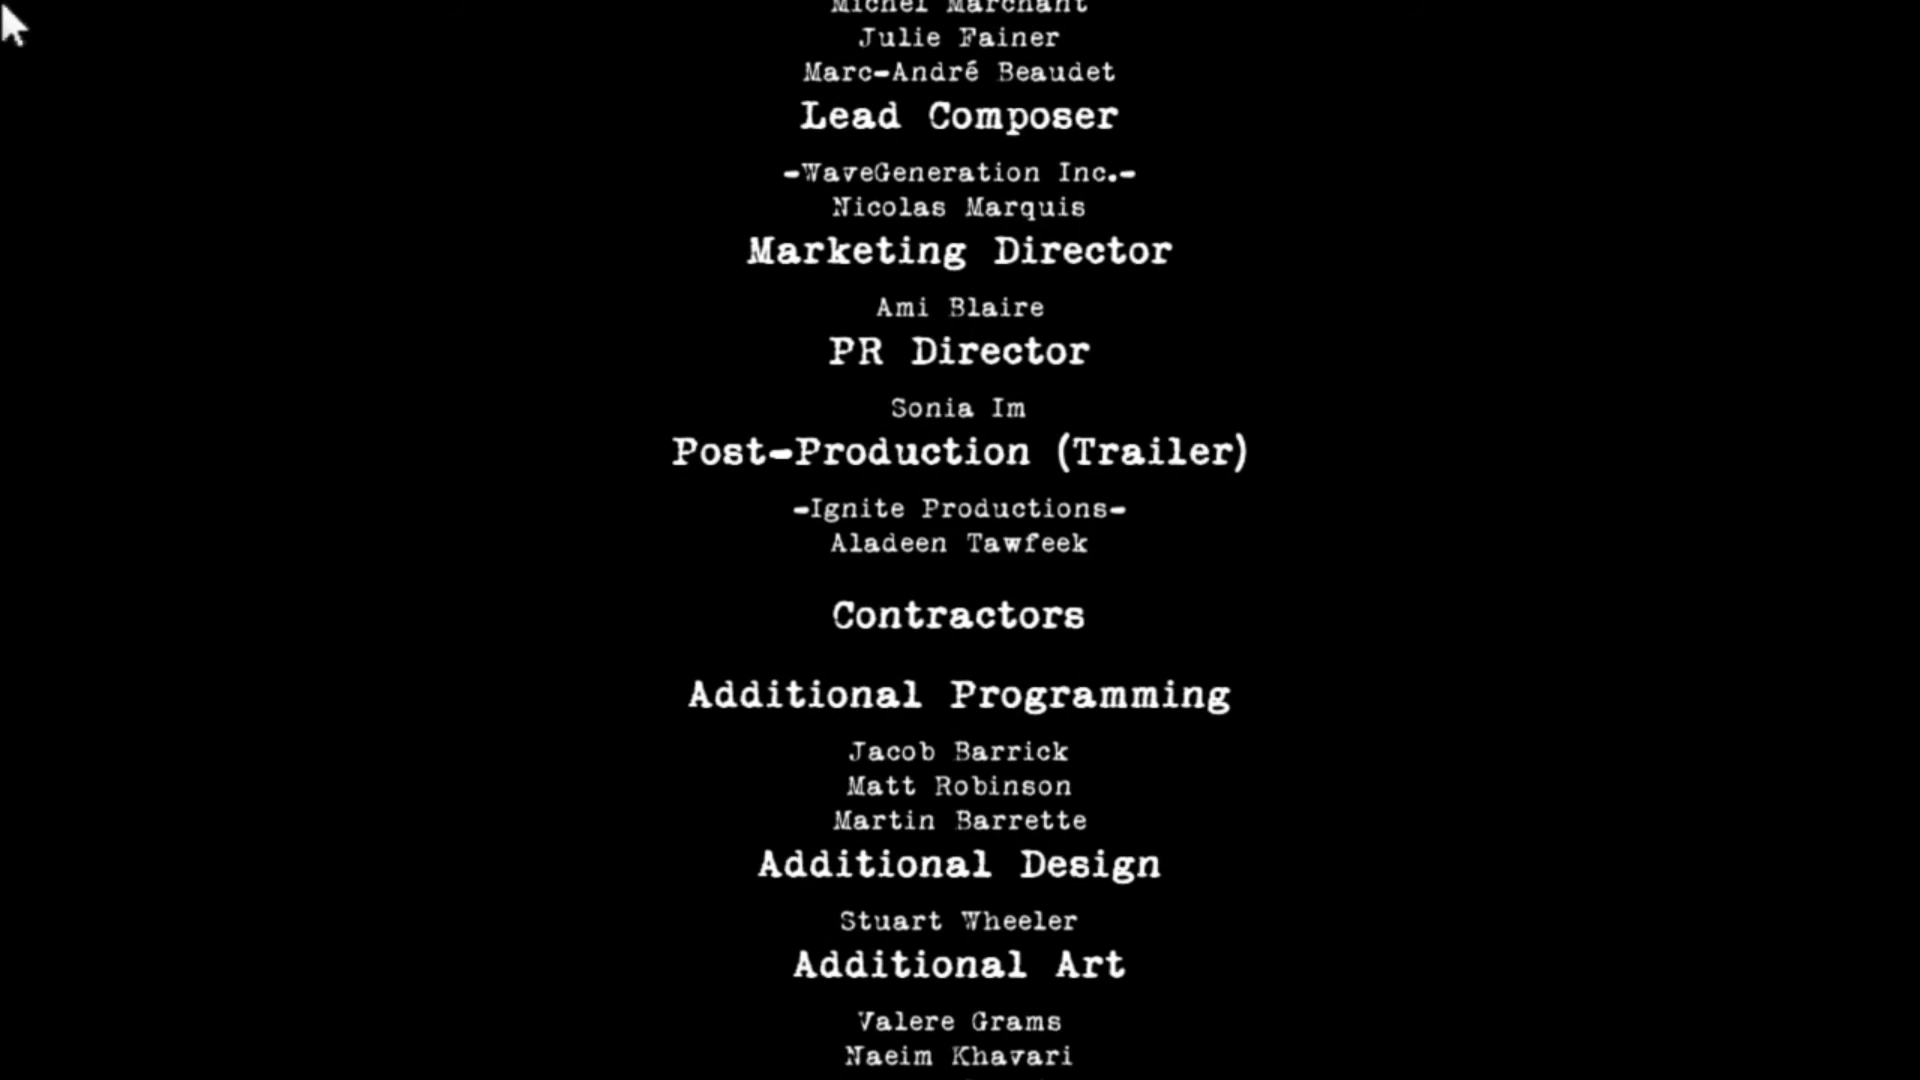 Michel Marchant
Julie Fainer
Marc-André Beaudet
Lead Composer
-WaveGeneration Inc.-
Nicolas Marquis
Marketing Director
Ami Blaire
PR Director
Sonia Im
Post-Production (Trailer)
-Ignite Productions-
Aladeen Tawfeek
Contractors
Additional Programming
Jacob Barrick
Matt Robinson
Martin Barrette
Additional Design
Stuart Wheeler
Additional Art
Valere Grams
Naeim Khavari